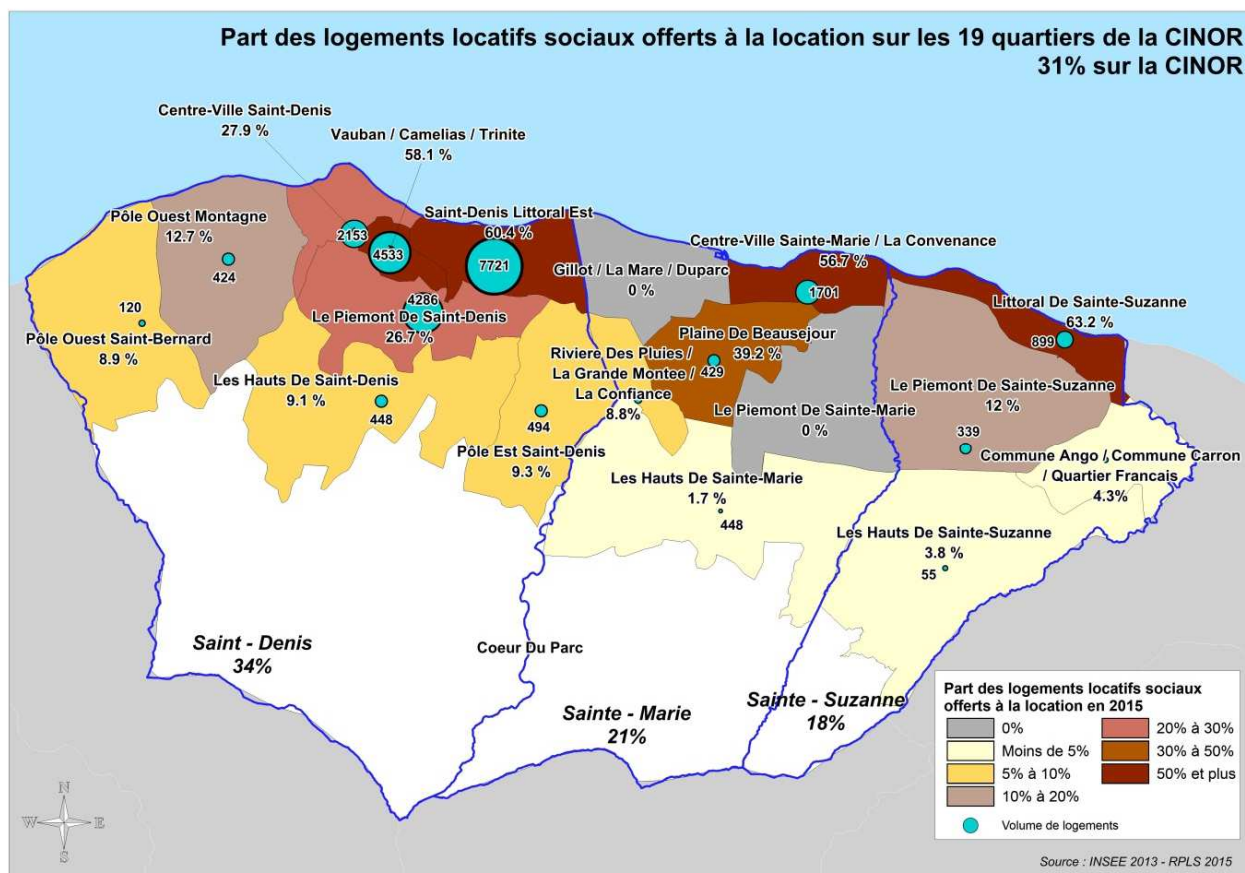 Part des logements locatifs sociaux offerts à la location sur les 19 quartiers de la CINOR
31% sur la CINOR
Centre-Ville Saint-Denis
27.9 %
Vauban / Camelias / Trinite
58.1 %
Pôle Ouest Montagne
12.7 %
424
2153
4533
Saint-Denis Littoral Est
60.4 %
7721
Gillot / La Mare / Duparc
0 %
Centre-Ville Sainte-Marie / La Convenance
56.7 %
1701
Littoral De Sainte-Suzanne
63.2 %
899
120
Pôle Ouest Saint-Bernard
8.9 %
4286
Le Piemont De Saint-Denis
26.7 %
Plaine De Beausejour
39.2 %
429
Riviere Des Pluies /
La Grande Montee /
La Confiance
8.8%
Les Hauts De Saint-Denis
9.1 %
448
494
Pôle Est Saint-Denis
9.3 %
Le Piemont De Sainte-Marie
0 %
Le Piemont De Sainte-Suzanne
12 %
339
Commune Ango / Commune Carron
/ Quartier Francais
4.3%
Les Hauts De Sainte-Marie
1.7 %
448
Les Hauts De Sainte-Suzanne
3.8 %
55
Saint - Denis
34%
Coeur Du Parc
Sainte - Marie
21%
Sainte - Suzanne
18%
Part des logements locatifs sociaux
offerts à la location en 2015
0%
Moins de 5%
5% à 10%
10% à 20%
20% à 30%
30% à 50%
50% et plus
Volume de logements
N
W
E
S
Source : INSEE 2013 - RPLS 2015